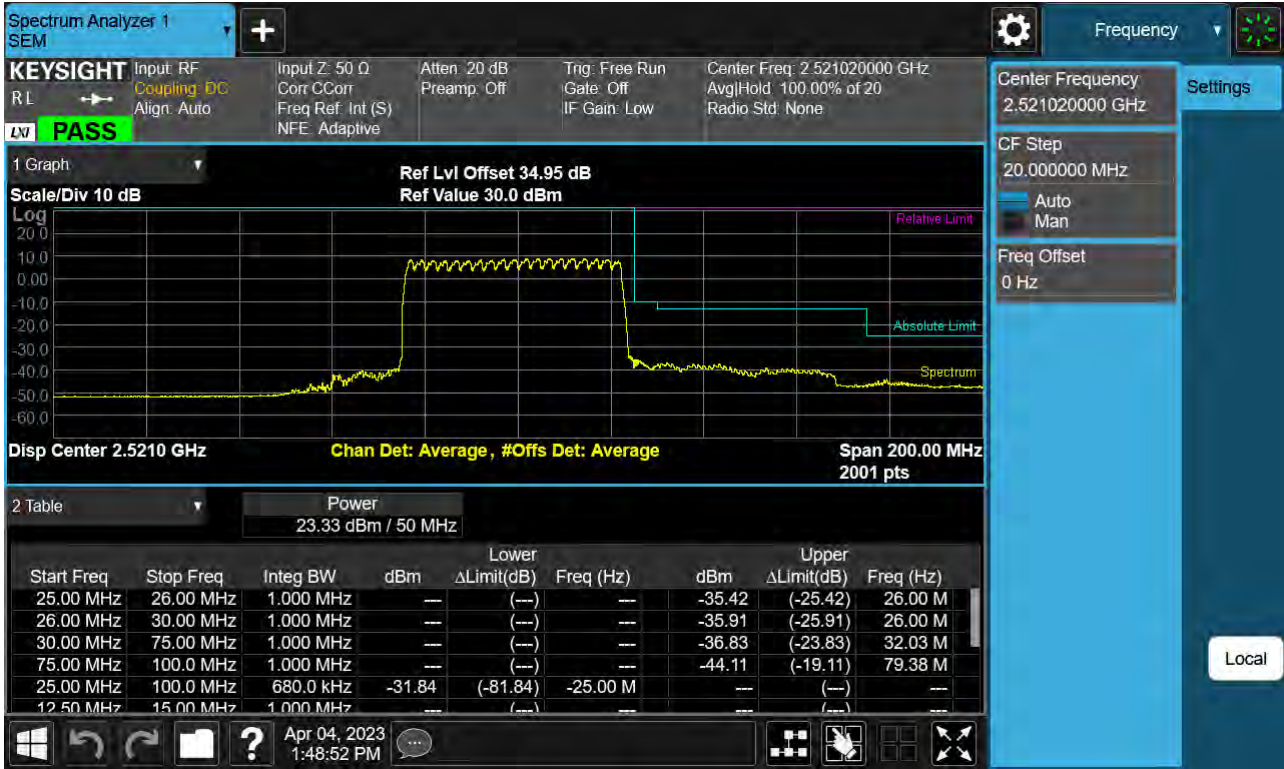 Spectrum Analyzer 1
SEM
Frequency
KEYSIGHT
RL
LXI
PASS
Input: RF
Coupling: DC
Align: Auto
Input Z: 50 Ω
Corr CCorr
Freq Ref: Int (S)
NFE: Adaptive
Atten: 20 dB
Preamp: Off
Trig: Free Run
Gate: Off
IF Gain: Low
Center Freq: 2.521020000 GHz
Avg|Hold: 100.00% of 20
Radio Std: None
Center Frequency
2.521020000 GHz
Settings
CF Step
20.000000 MHz
Auto
Man
Freq Offset
0 Hz
Local
1 Graph
Scale/Div 10 dB
Ref Lvl Offset 34.95 dB
Ref Value 30.0 dBm
Log
20.0
10.0
0.00
-10.0
-20.0
-30.0
-40.0
-50.0
-60.0
Relative Limit
Absolute Limit
Spectrum
Disp Center 2.5210 GHz
Chan Det: Average , #Offs Det: Average
Span 200.00 MHz
2001 pts
2 Table
Power
23.33 dBm / 50 MHz
Lower Upper
Start Freq Stop Freq Integ BW dBm ΔLimit(dB) Freq (Hz) dBm ΔLimit(dB) Freq (Hz)
25.00 MHz 26.00 MHz 1.000 MHz --- (---) --- -35.42 (-25.42) 26.00 M
26.00 MHz 30.00 MHz 1.000 MHz --- (---) --- -35.91 (-25.91) 26.00 M
30.00 MHz 75.00 MHz 1.000 MHz --- (---) --- -36.83 (-23.83) 32.03 M
75.00 MHz 100.0 MHz 1.000 MHz --- (---) --- -44.11 (-19.11) 79.38 M
25.00 MHz 100.0 MHz 680.0 kHz -31.84 (-81.84) -25.00 M --- (---) ---
12.50 MHz 15.00 MHz 1.000 MHz --- (---) --- --- (---) ---
Apr 04, 2023
1:48:52 PM